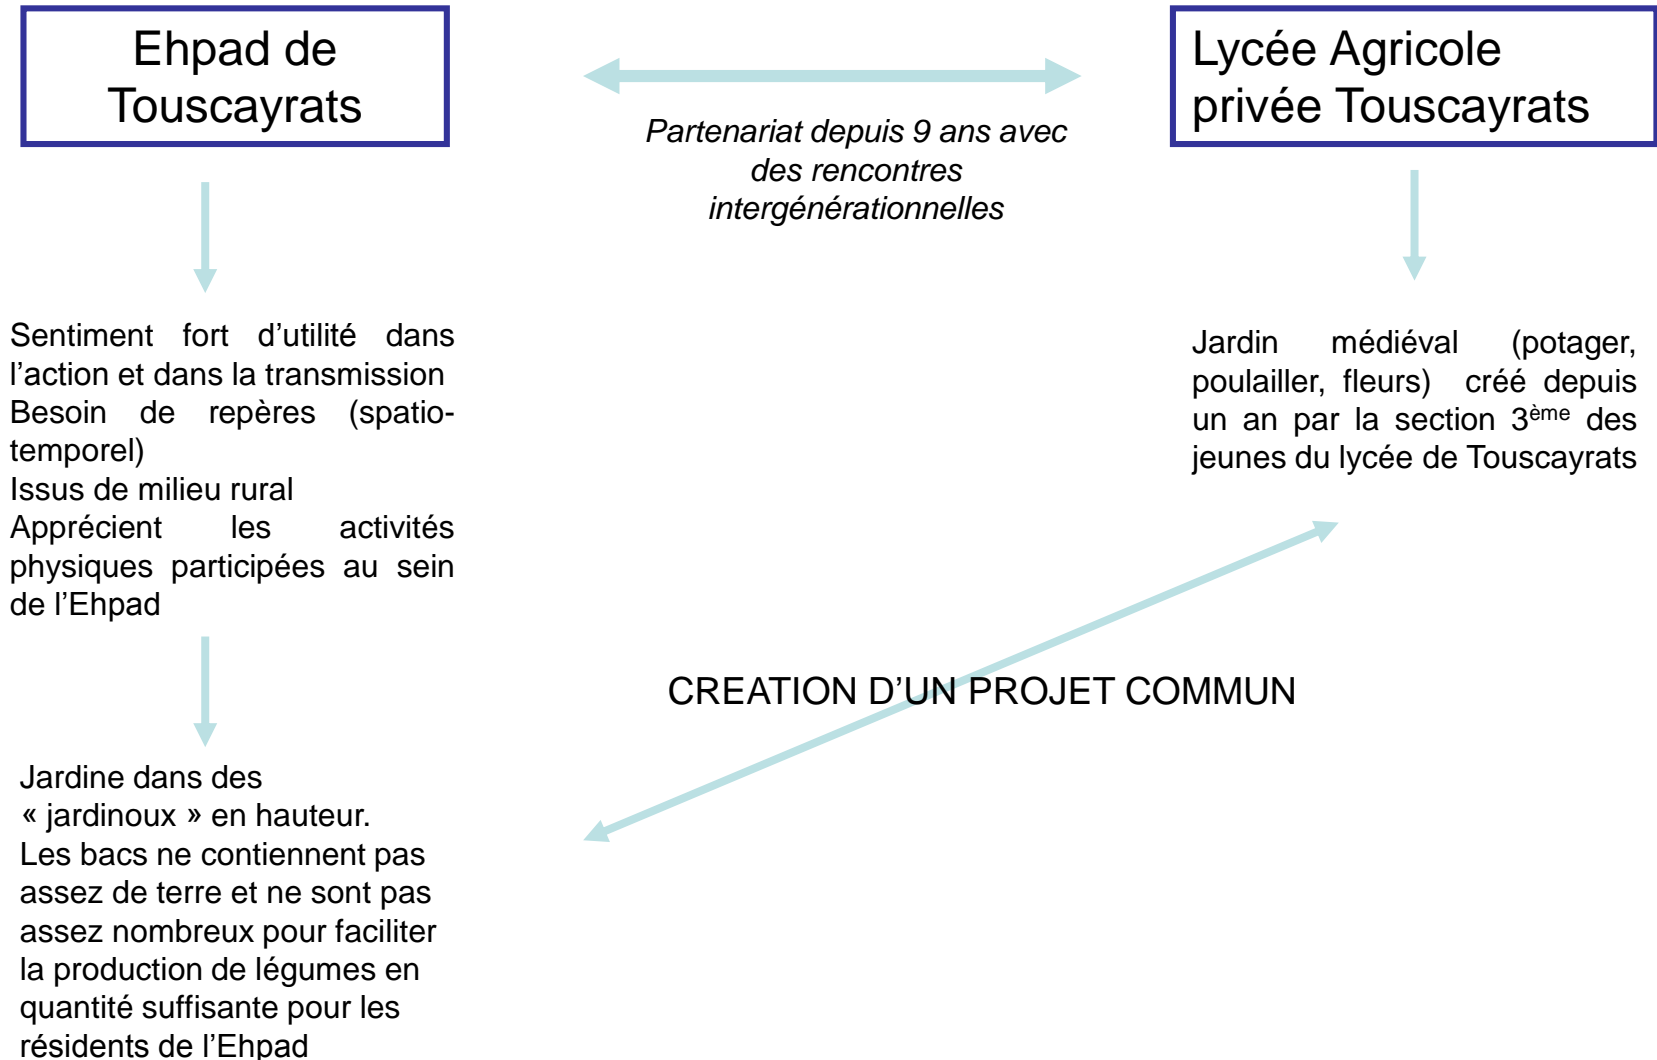 Ehpad de
Touscayrats
Partenariat depuis 9 ans avec
des rencontres
intergénérationnelles
Lycée Agricole
privée Touscayrats
Sentiment fort d’utilité dans
l’action et dans la transmission
Besoin de repères (spatio-
temporel)
Issus de milieu rural
Apprécient les activités
physiques participées au sein
de l’Ehpad
Jardin médiéval (potager,
poulailler, fleurs) créé depuis
un an par la section 3ème des
jeunes du lycée de Touscayrats
CREATION D’UN PROJET COMMUN
Jardine dans des
« jardinoux » en hauteur.
Les bacs ne contiennent pas
assez de terre et ne sont pas
assez nombreux pour faciliter
la production de légumes en
quantité suffisante pour les
résidents de l’Ehpad